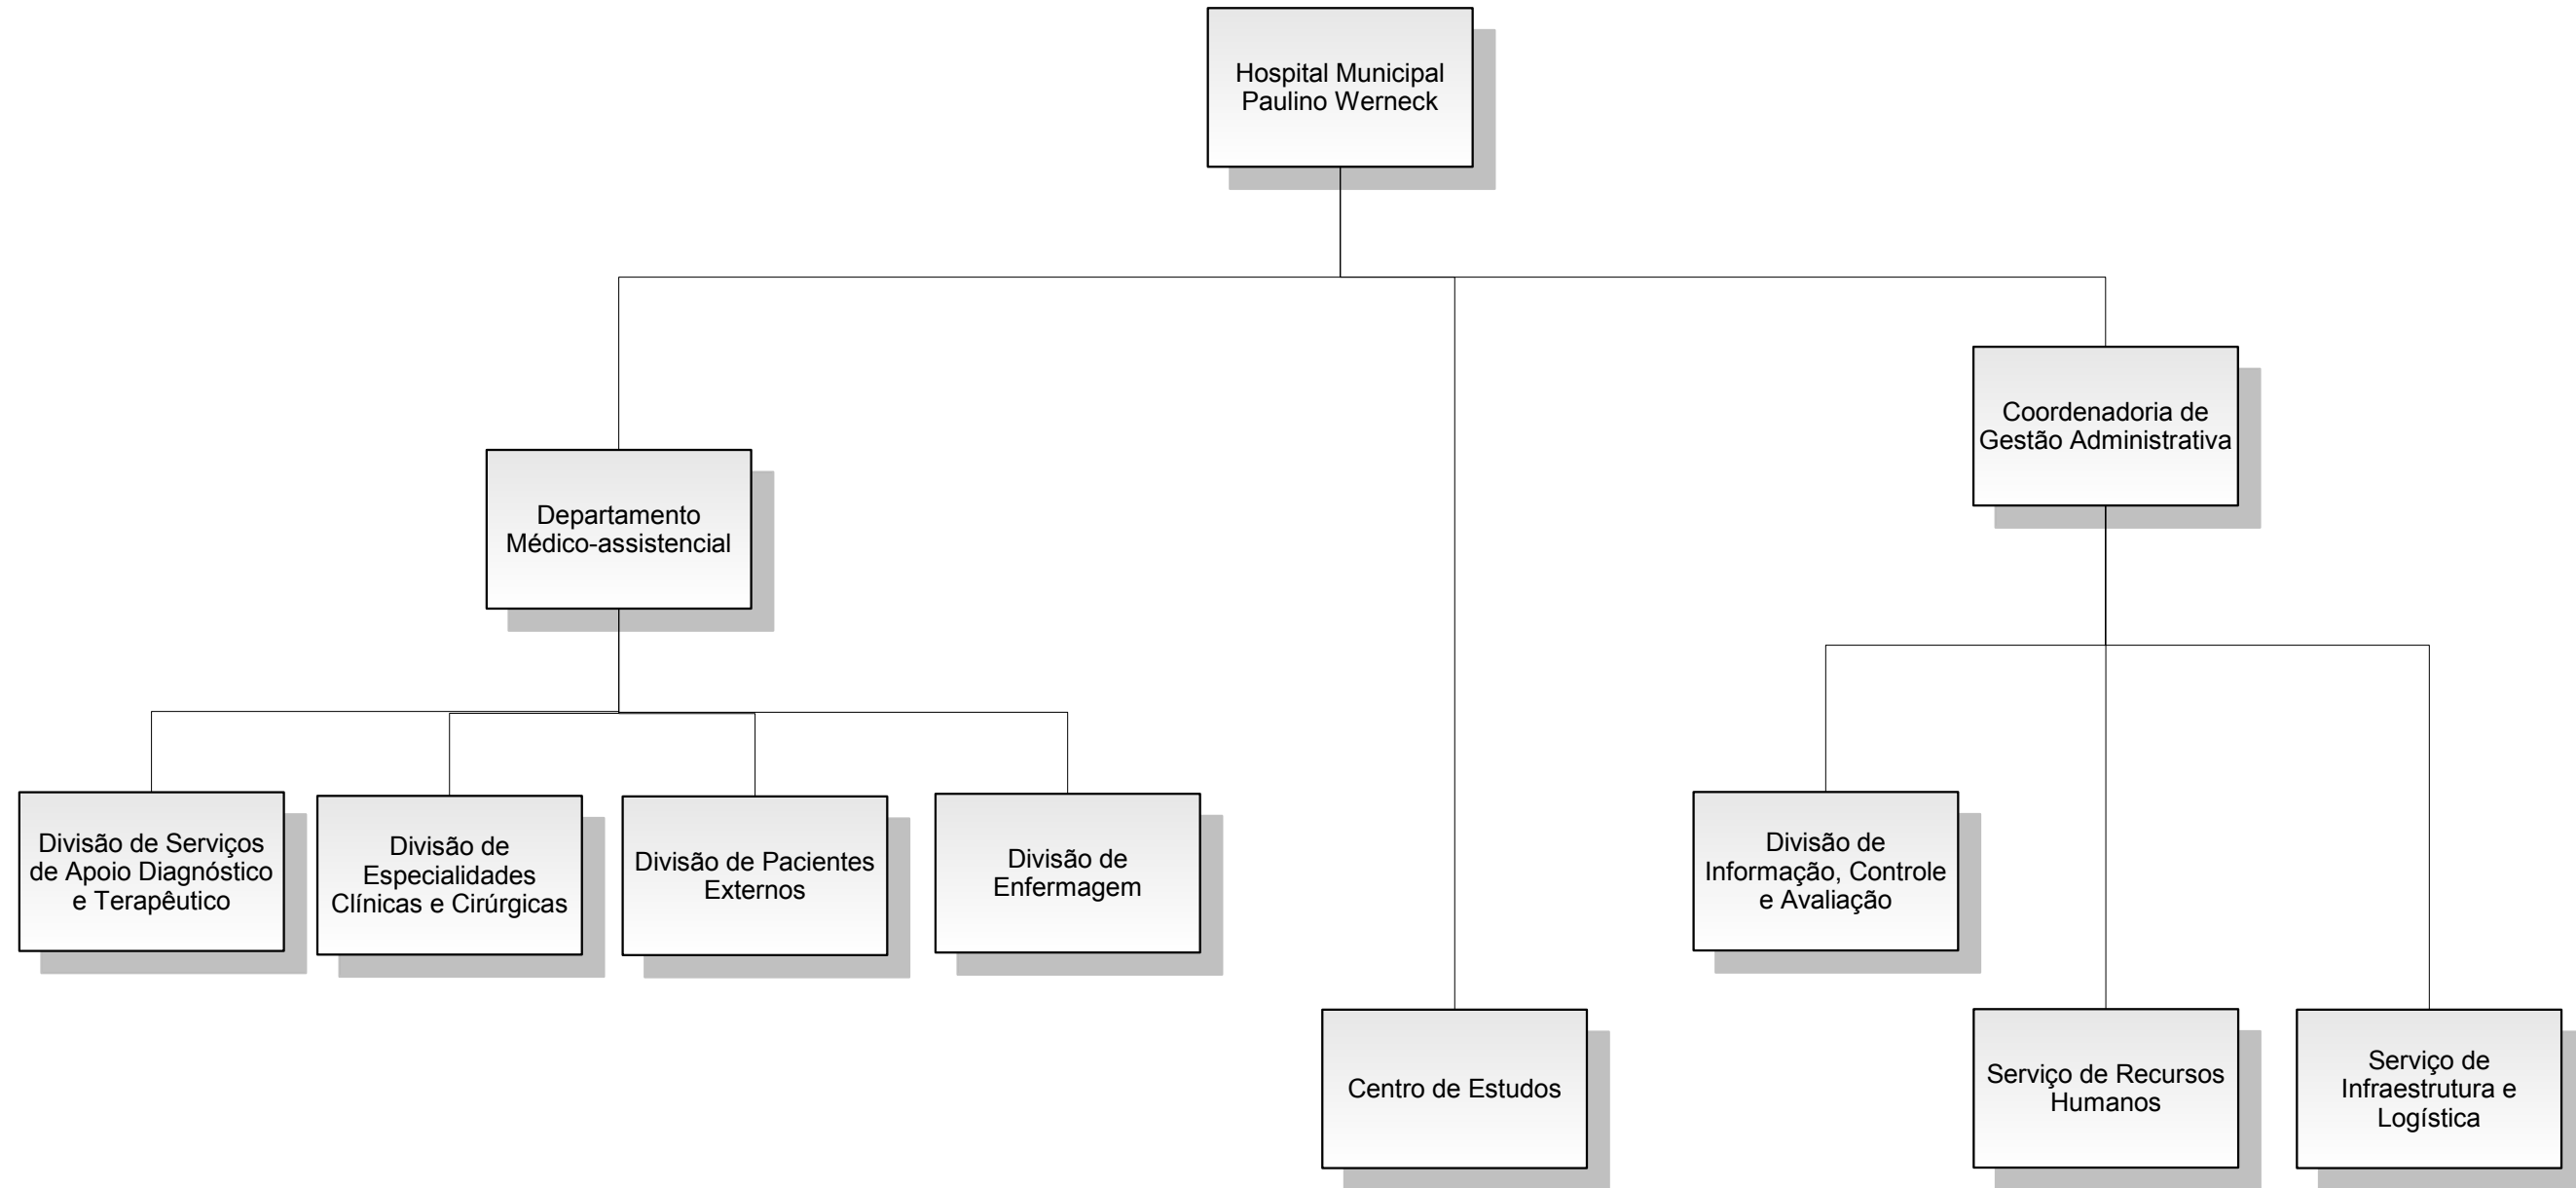 Hospital Municipal
Paulino Werneck
Coordenadoria de
Gestão Administrativa
Departamento
Médico-assistencial
Divisão de Serviços
de Apoio Diagnóstico
e Terapêutico
Divisão de
Especialidades
Clínicas e Cirúrgicas
Divisão de Pacientes
Externos
Divisão de
Enfermagem
Divisão de
Informação, Controle
e Avaliação
Centro de Estudos
Serviço de Recursos
Humanos
Serviço de
Infraestrutura e
Logística